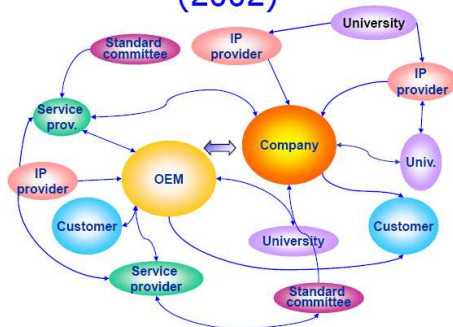 (2002)
University
Standard
committee
IP
provider
IP
provider
Service
prov.
Company
OEM
Univ.
IP
provider
Customer
Customer
University
Service
provider
Standard
committee